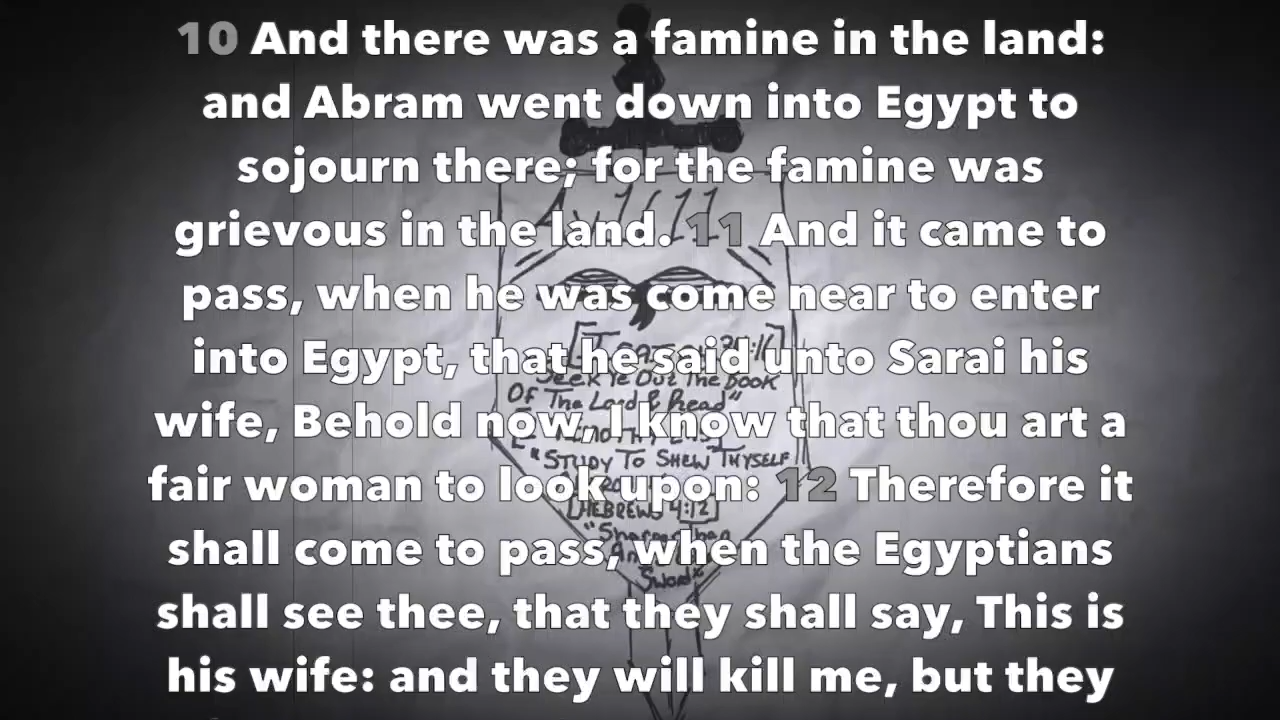 10 And there was a famine in the land:
and Abram went down into Egypt to
sojourn there; for the famine was
grievous in the land. 11 And it came to
pass, when he was come near to enter
into Egypt, that he said unto Sarai his
wife, Behold now, I know that thou art a
fair woman to look upon: 12 Therefore it
shall come to pass, when the Egyptians
shall see thee, that they shall say, This is
his wife: and they will kill me, but they
Av1611
Seek Ye Out The Book
Of The Lord & Read"
"Study To Shew Thyself
[Hebrews 4:12]
"Sharper Than
Sword"